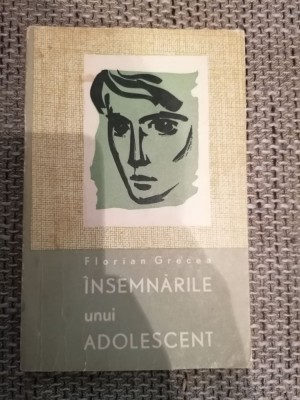 Florian Grecea
ÎNSEMNĂRILE
unui
ADOLESCENT